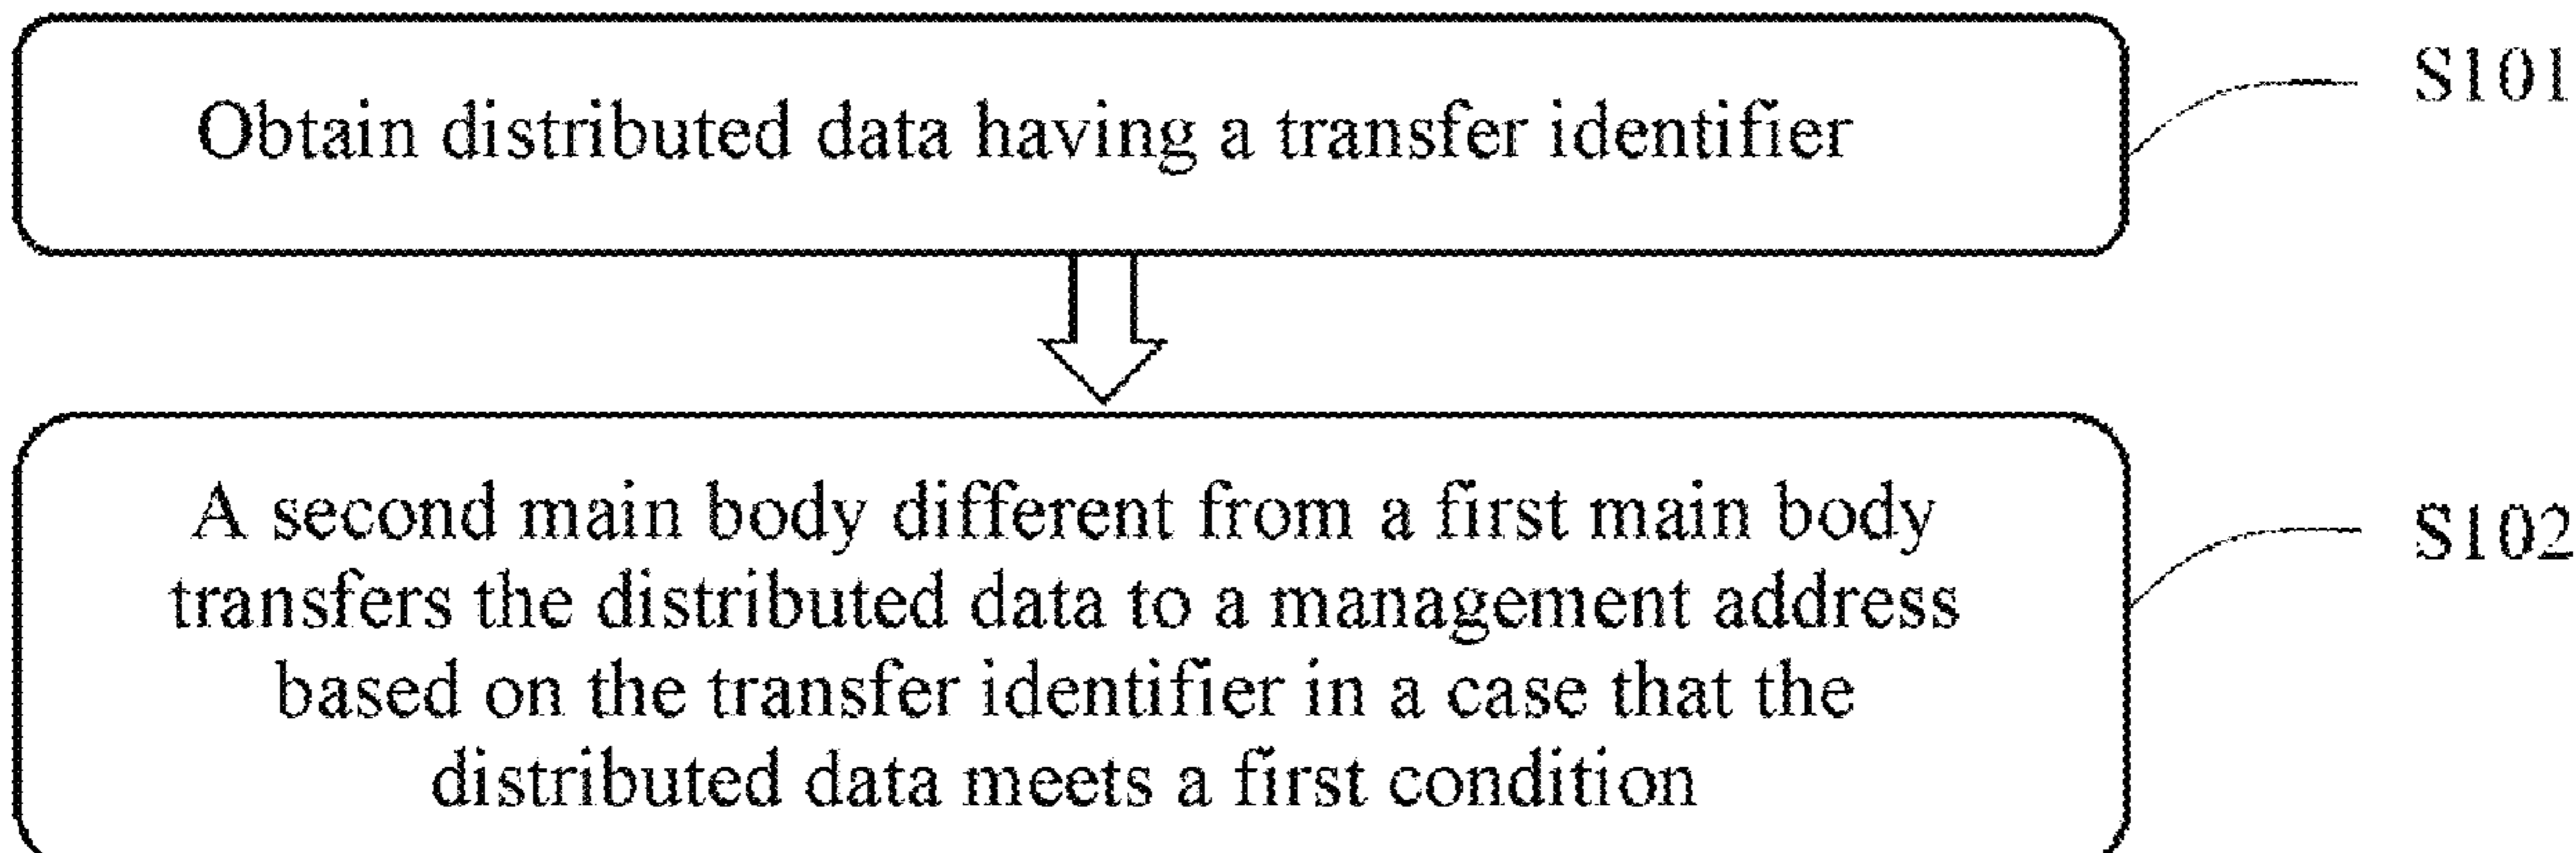 Obtain distributed data having a transfer identifier
S101
A second main body different from a first main body
transfers the distributed data to a management address
based on the transfer identifier in a case that the
distributed data meets a first condition
S102